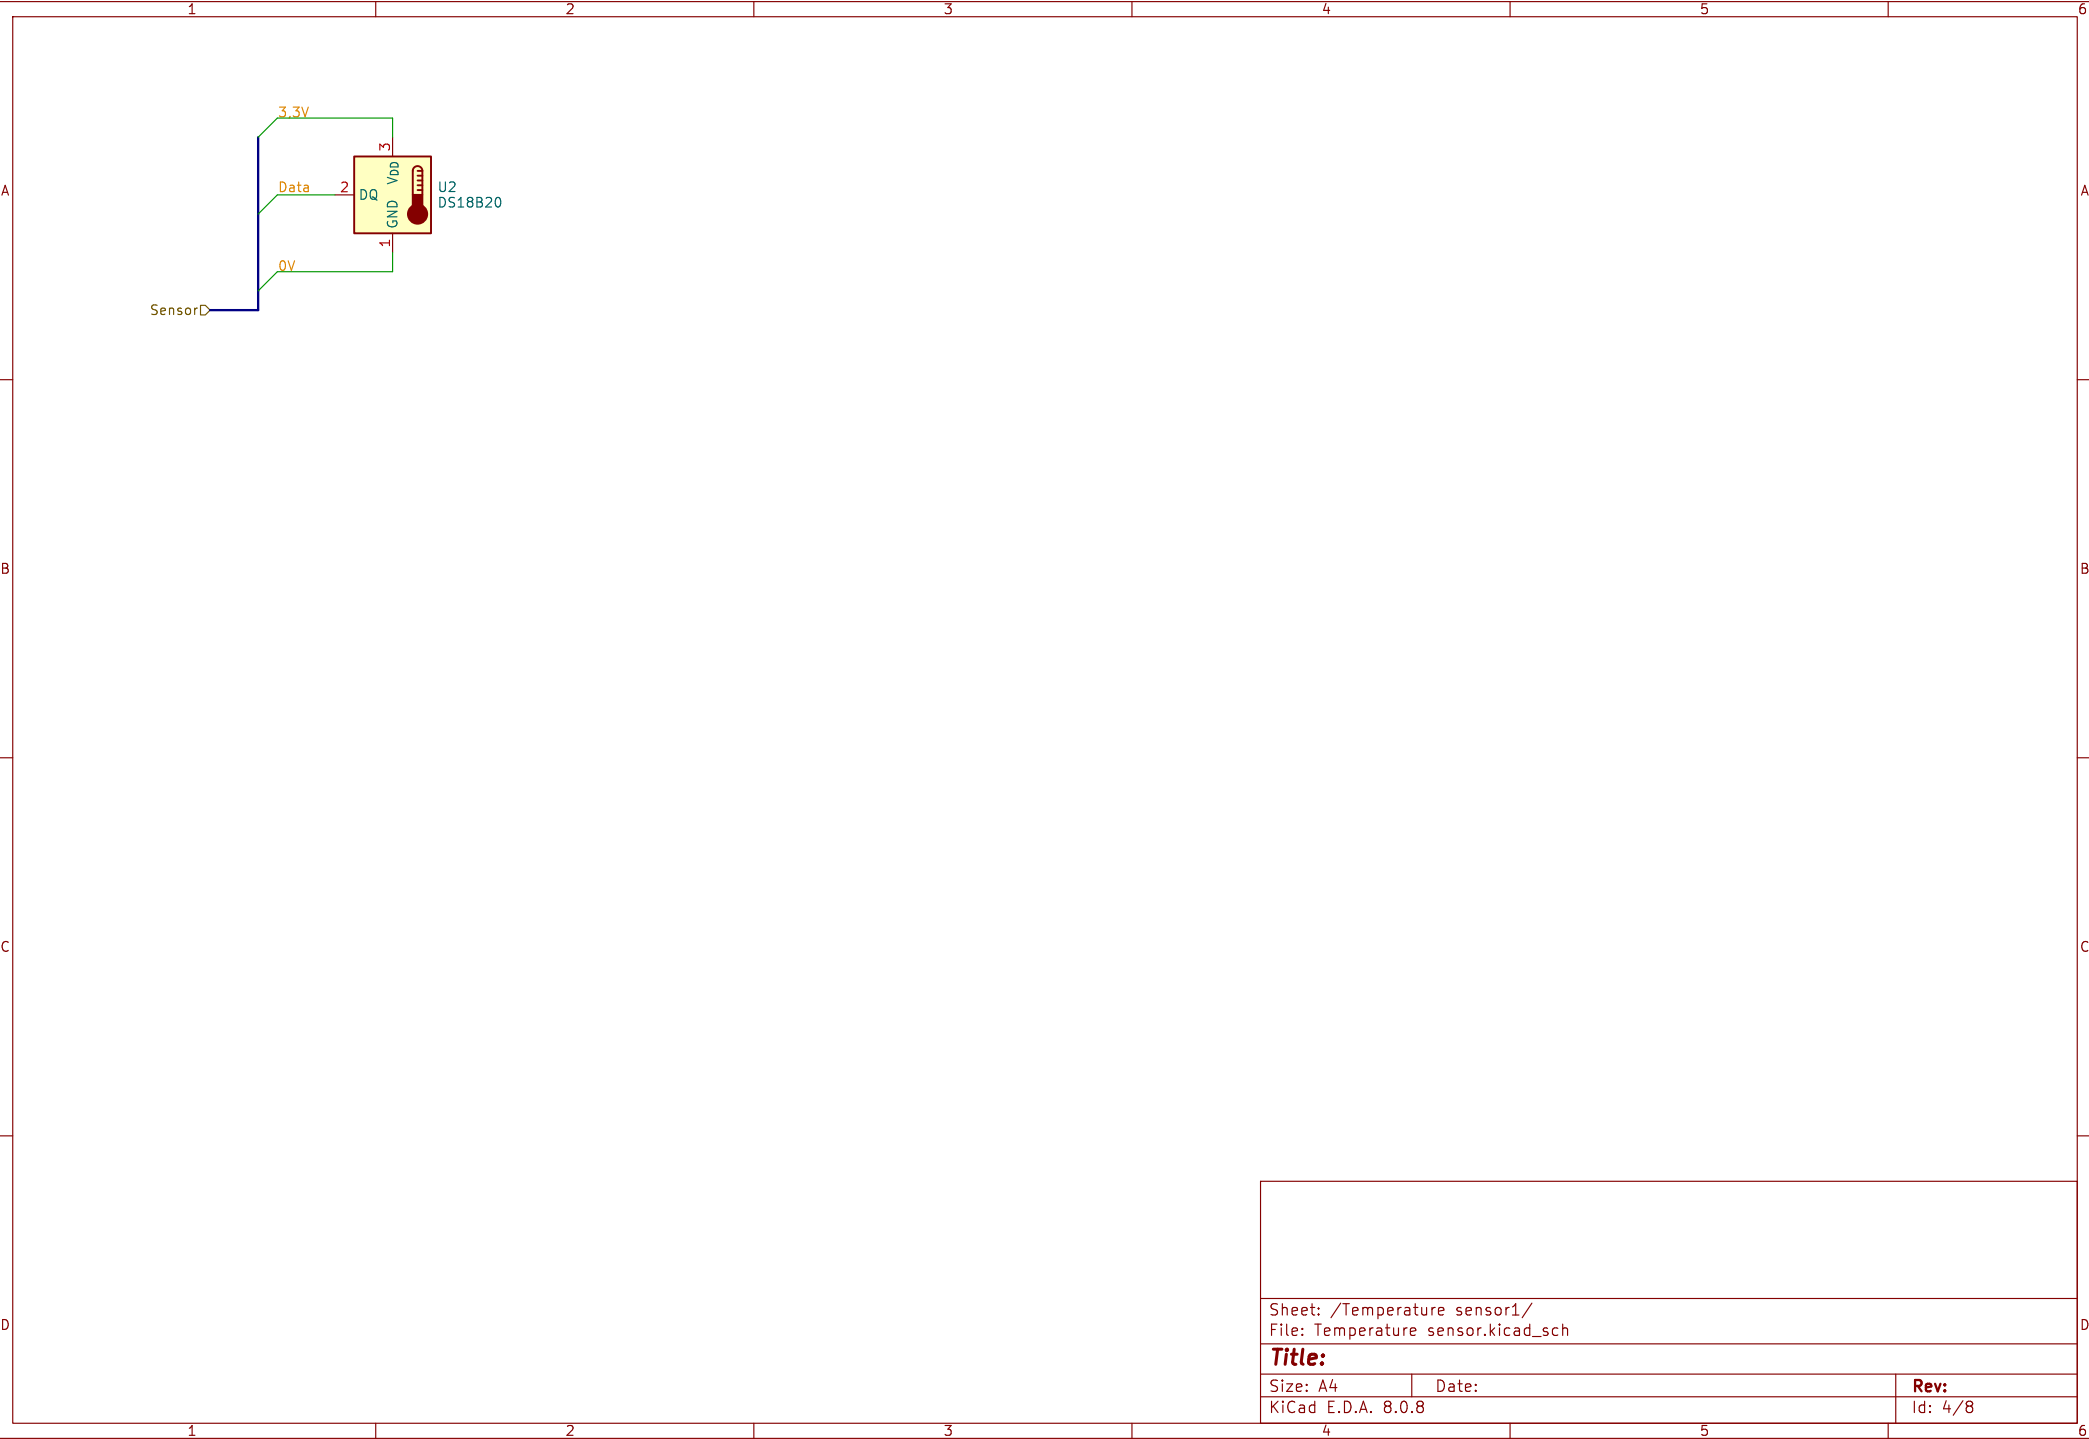 1 2 3 4 5 6
3.3V
3
VDD
A
Data
2
DQ
U2
A
DS18B20
GND
1
0V
Sensor
B
B
C
C
Sheet: /Temperature sensor1/
File: Temperature sensor.kicad_sch
D
D
Title:
Size: A4
Date:
Rev:
KiCad E.D.A. 8.0.8
Id: 4/8
1 2 3 4 5 6